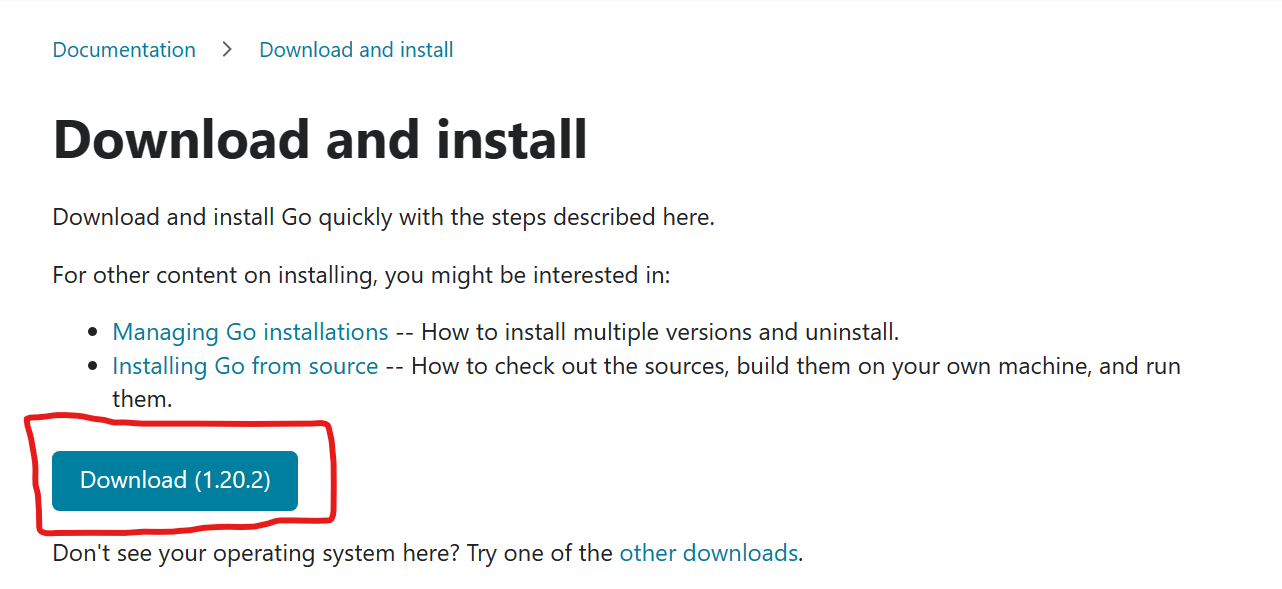 Documentation > Download and install
Download and install
Download and install Go quickly with the steps described here.
For other content on installing, you might be interested in:
• Managing Go installations -- How to install multiple versions and uninstall.
• Installing Go from source -- How to check out the sources, build them on your own machine, and run
them.
Download (1.20.2)
Don't see your operating system here? Try one of the other downloads.